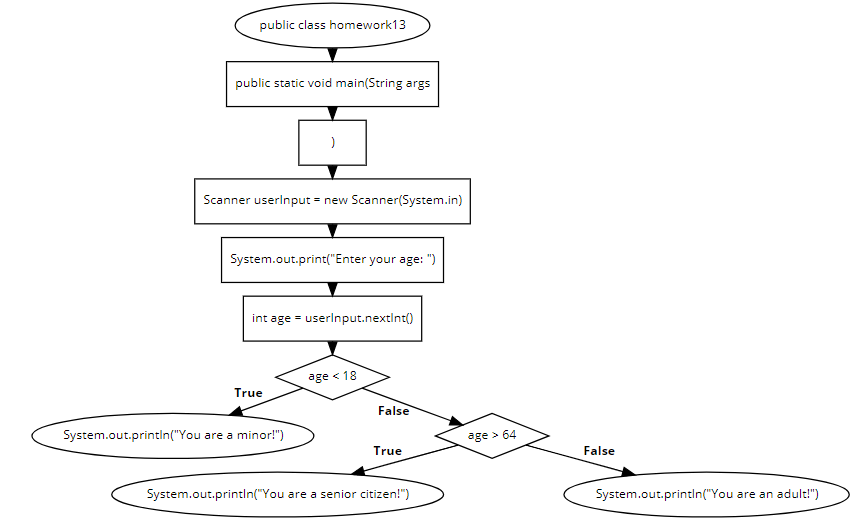 public class homework13
public static void main(String args
)
Scanner userInput = new Scanner(System.in)
System.out.print("Enter your age: ")
int age = userInput.nextInt()
age < 18
True
False
System.out.println("You are a minor!")
age > 64
True
False
System.out.println("You are a senior citizen!")
System.out.println("You are an adult!")